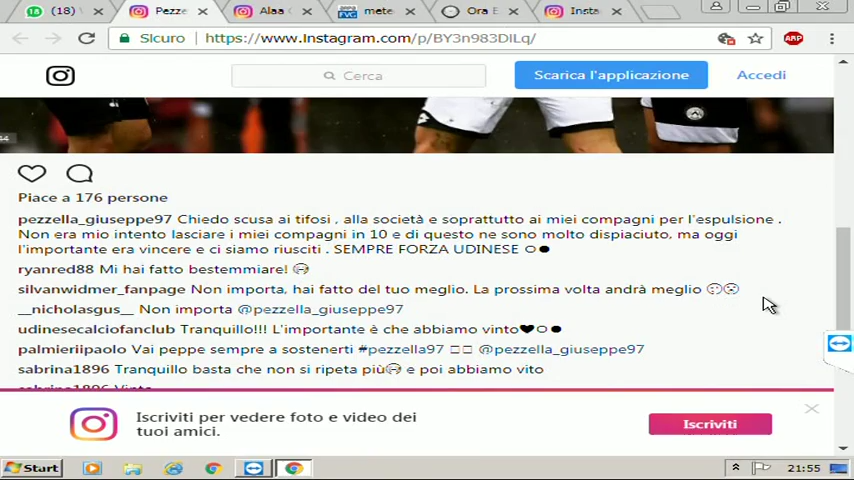 (18) W
Pezze
Alaa
FVG
mete
Ora E
Insta
Sicuro
https://www.Instagram.com/p/BY3n983DILq/
ABP
Cerca
Scarica l'applicazione
Accedi
Piace a 176 persone
pezzella_giuseppe97 Chiedo scusa ai tifosi , alla società e soprattutto ai miei compagni per l'espulsione .
Non era mio intento lasciare i miei compagni in 10 e di questo ne sono molto dispiaciuto, ma oggi
l'importante era vincere e ci siamo riusciti . SEMPRE FORZA UDINESE
ryanred88 Mi hai fatto bestemmiare!
silvanwidmer_fanpage Non importa, hai fatto del tuo meglio. La prossima volta andrà meglio
__nicholasgus__ Non importa @pezzella_giuseppe97
udinesecalciofanclub Tranquillo!!! L'importante è che abbiamo vinto
palmieriipaolo Vai peppe sempre a sostenerti #pezzella97 @pezzella_giuseppe97
sabrina1896 Tranquillo basta che non si ripeta più e poi abbiamo vito
sabrina1896 Vinto
Iscriviti per vedere foto e video dei
tuoi amici.
Iscriviti
Start
21:55